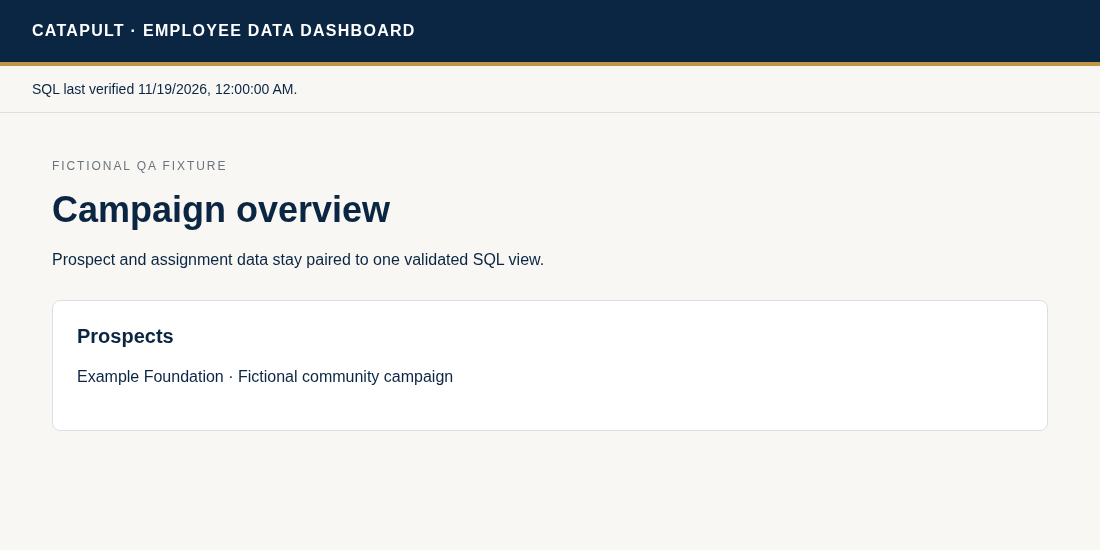 CATAPULT · EMPLOYEE DATA DASHBOARD
SQL last verified 11/19/2026, 12:00:00 AM.
FICTIONAL QA FIXTURE
Campaign overview
Prospect and assignment data stay paired to one validated SQL view.
Prospects
Example Foundation · Fictional community campaign